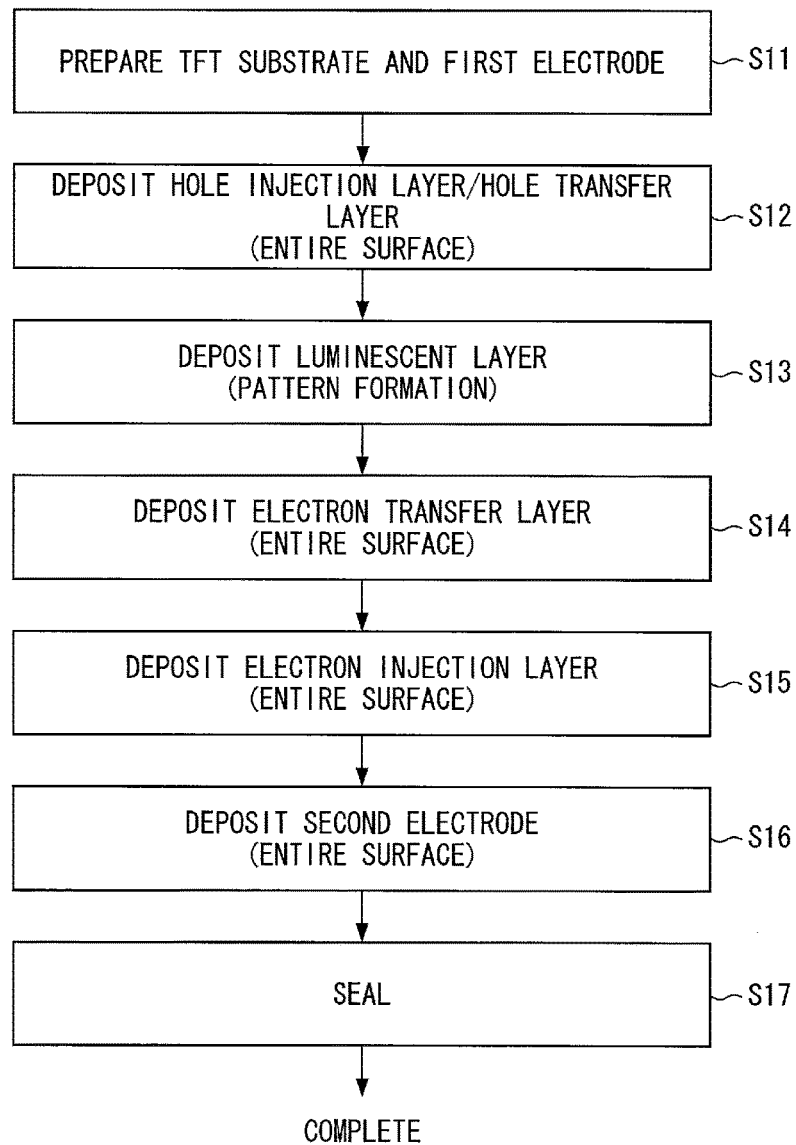 PREPARE TFT SUBSTRATE AND FIRST ELECTRODE
S11
DEPOSIT HOLE INJECTION LAYER/HOLE TRANSFER
LAYER
(ENTIRE SURFACE)
S12
DEPOSIT LUMINESCENT LAYER
(PATTERN FORMATION)
S13
DEPOSIT ELECTRON TRANSFER LAYER
(ENTIRE SURFACE)
S14
DEPOSIT ELECTRON INJECTION LAYER
(ENTIRE SURFACE)
S15
DEPOSIT SECOND ELECTRODE
(ENTIRE SURFACE)
S16
SEAL
S17
COMPLETE